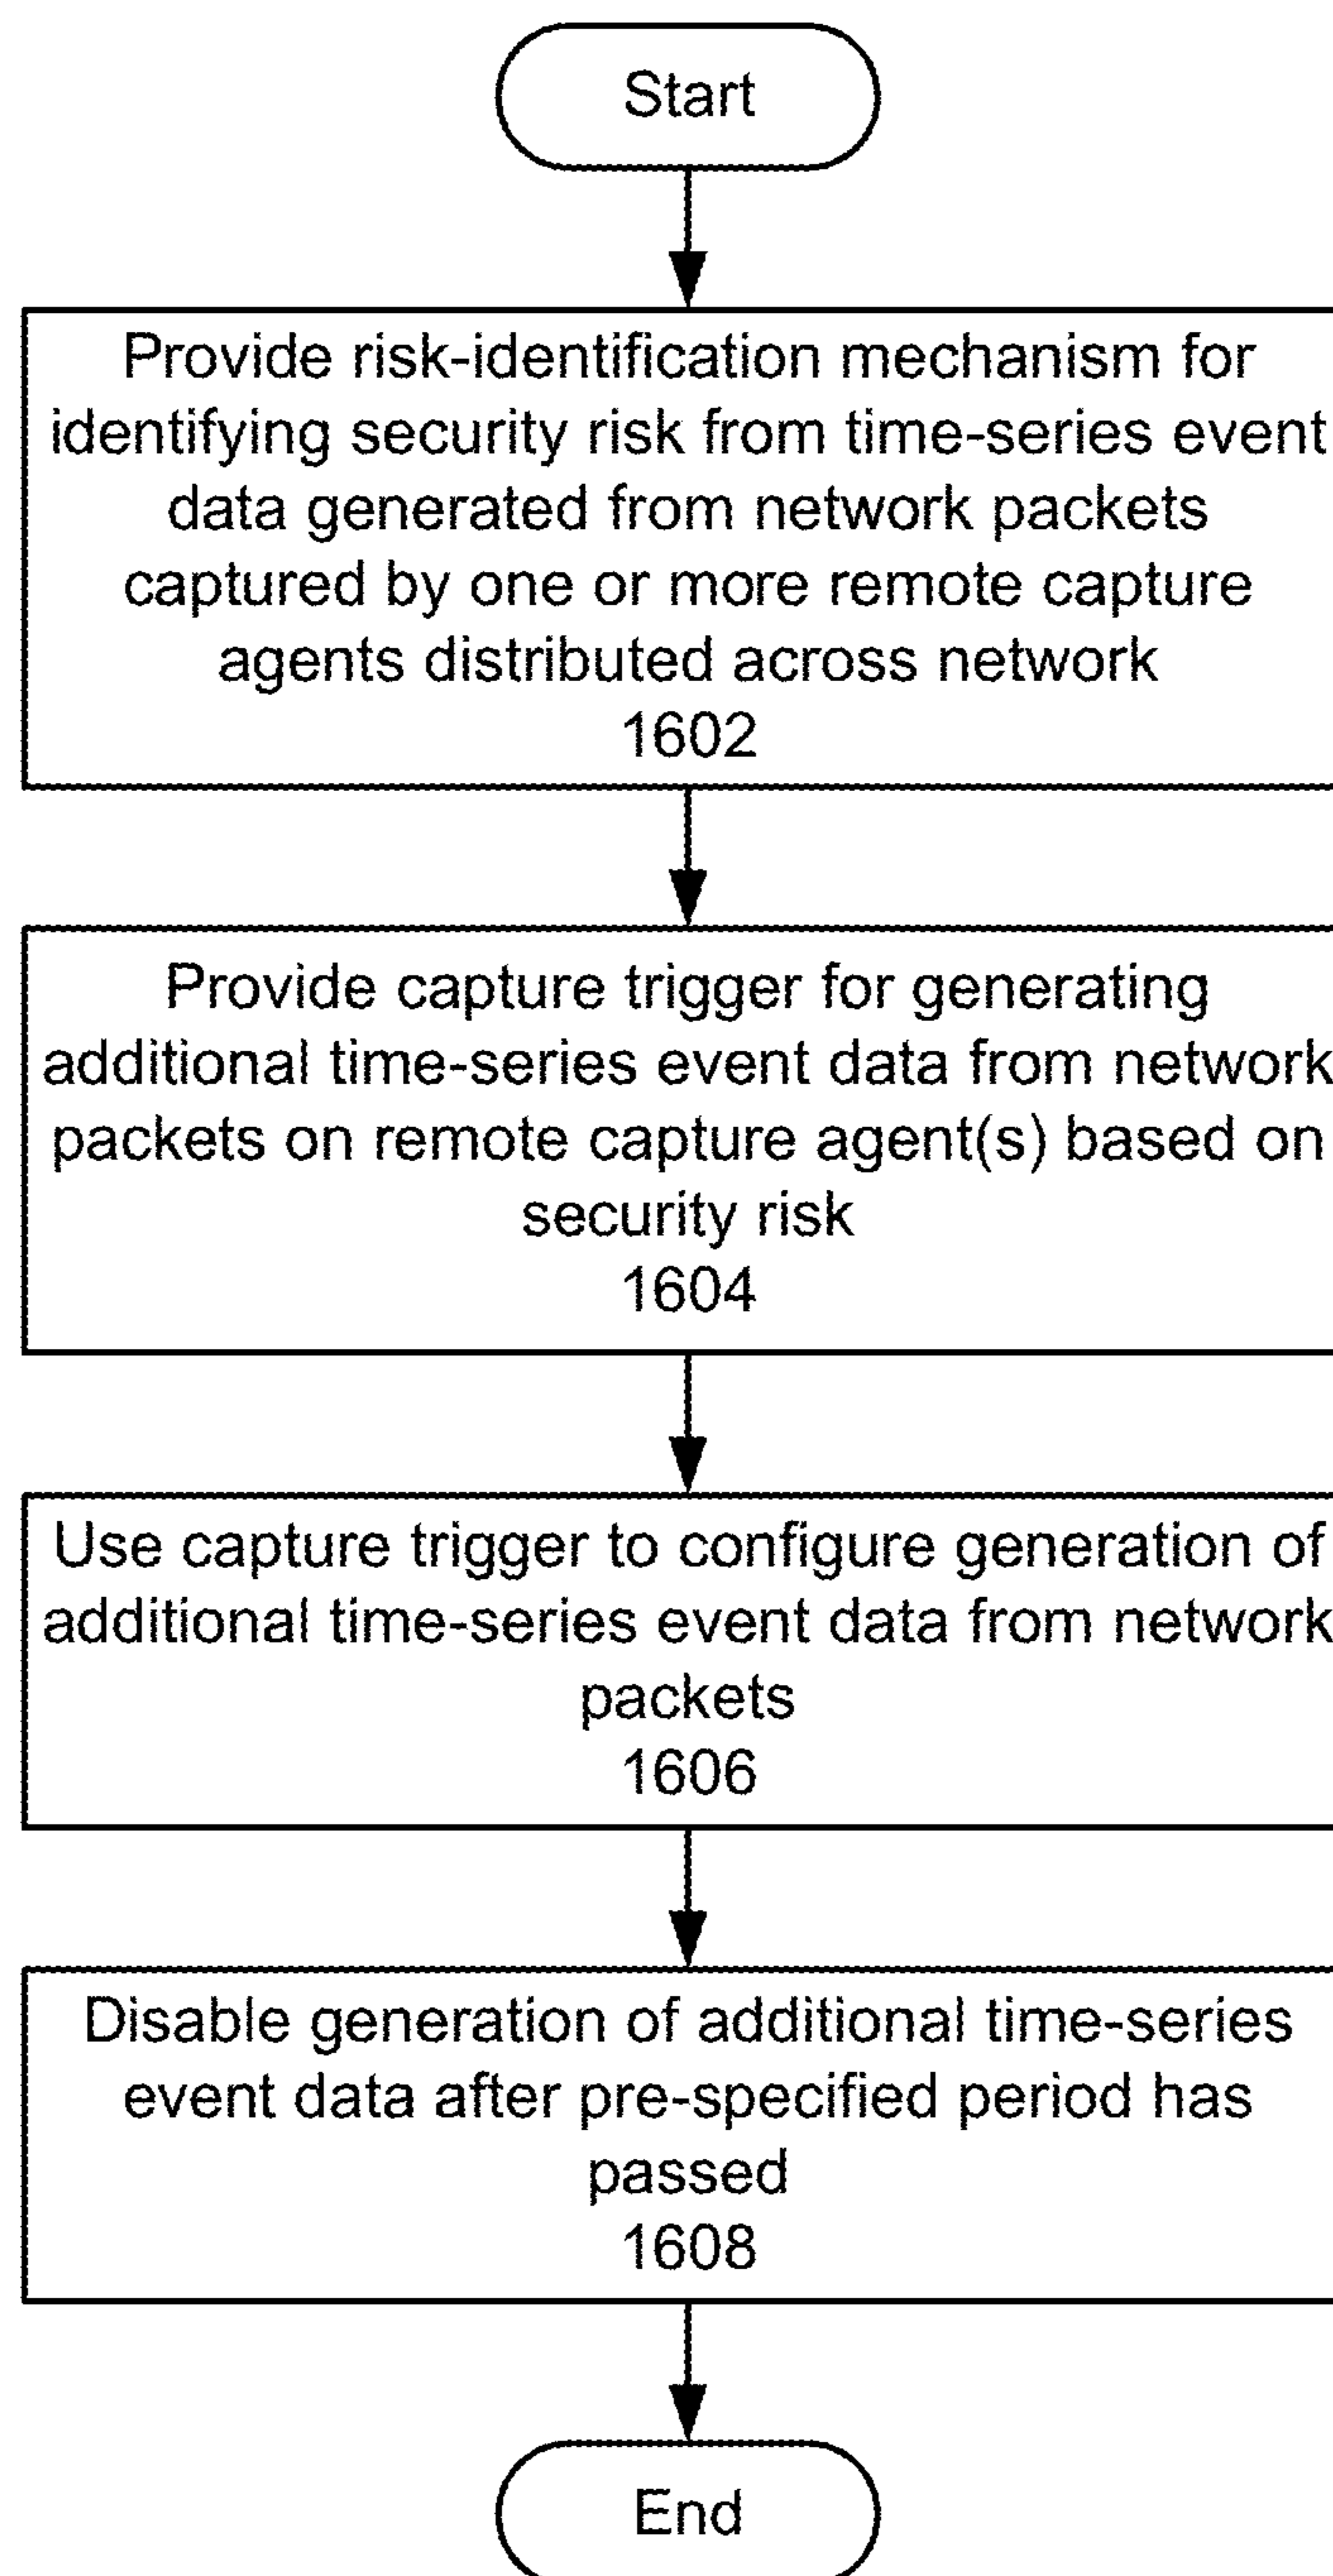 Start
Provide risk-identification mechanism for
identifying security risk from time-series event
data generated from network packets
captured by one or more remote capture
agents distributed across network
1602
Provide capture trigger for generating
additional time-series event data from network
packets on remote capture agent(s) based on
security risk
1604
Use capture trigger to configure generation of
additional time-series event data from network
packets
1606
Disable generation of additional time-series
event data after pre-specified period has
passed
1608
End